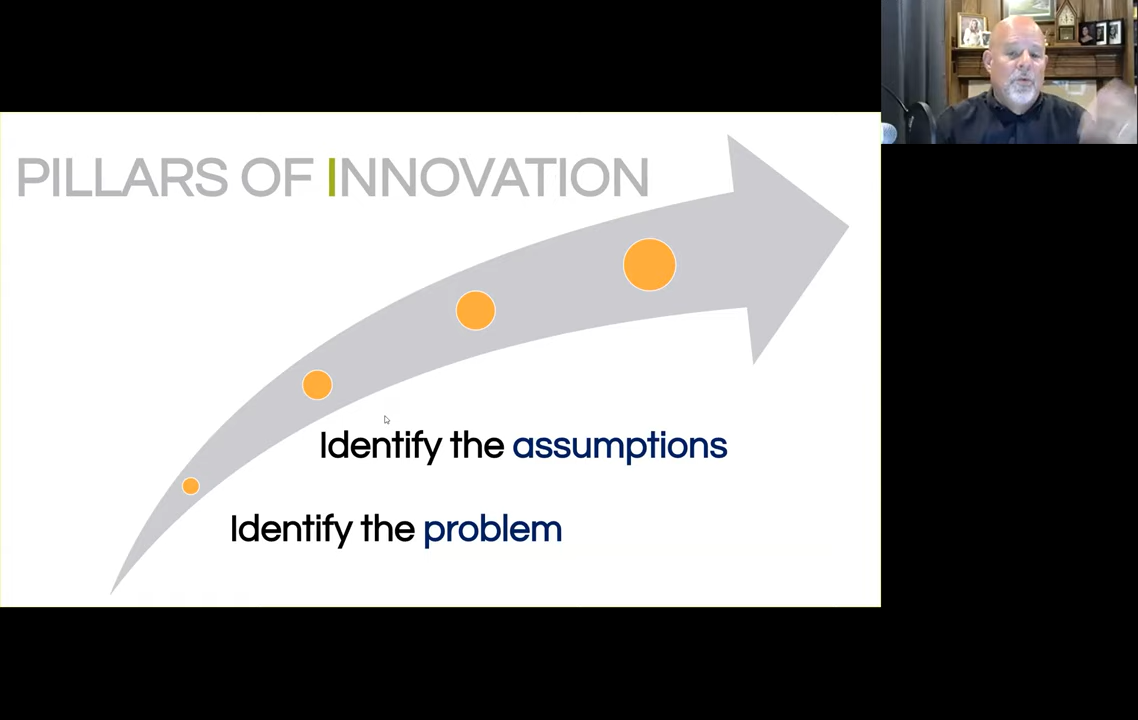 PILLARS OF INNOVATION
Identify the assumptions
Identify the problem